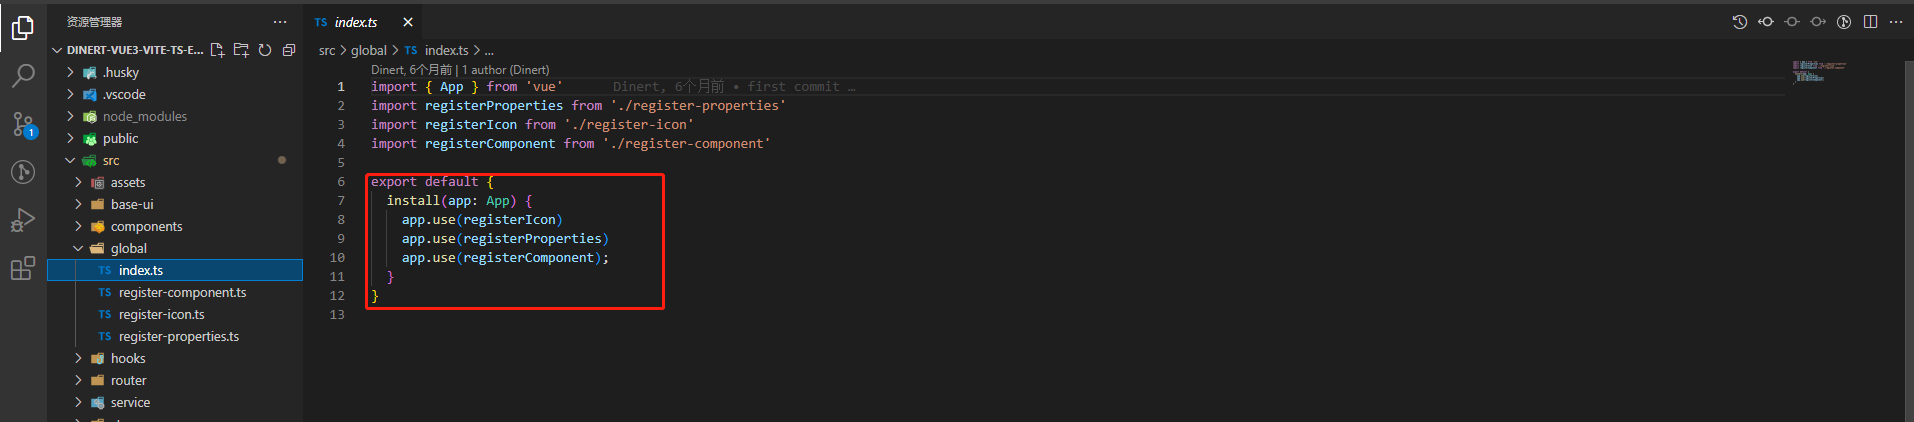 资源管理器
DINERT-VUE3-VITE-TS-E...
.husky
.vscode
node_modules
public
src
assets
base-ui
components
global
TS index.ts
TS register-component.ts
TS register-icon.ts
TS register-properties.ts
hooks
router
service
1
TS index.ts
src > global > TS index.ts > ...
Dinert, 6个月前 | 1 author (Dinert)
1 import { App } from 'vue' Dinert, 6个月前 • first commit …
2 import registerProperties from './register-properties'
3 import registerIcon from './register-icon'
4 import registerComponent from './register-component'
5
6 export default {
7 install(app: App) {
8 app.use(registerIcon)
9 app.use(registerProperties)
10 app.use(registerComponent);
11 }
12 }
13